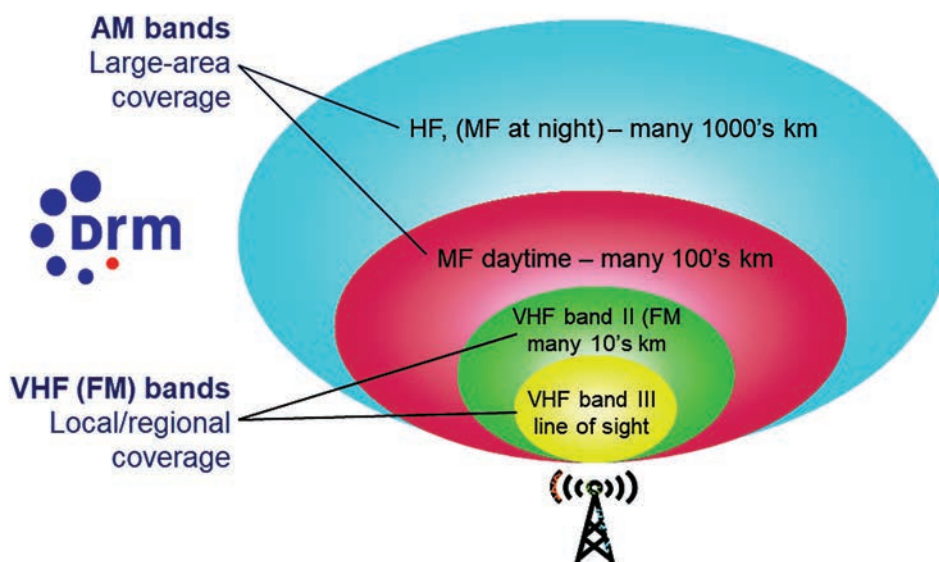 AM bands
Large-area
coverage
HF, (MF at night) – many 1000's km
Drm
MF daytime – many 100's km
VHF band II (FM
many 10's km
VHF (FM) bands
Local/regional
coverage
VHF band III
line of sight